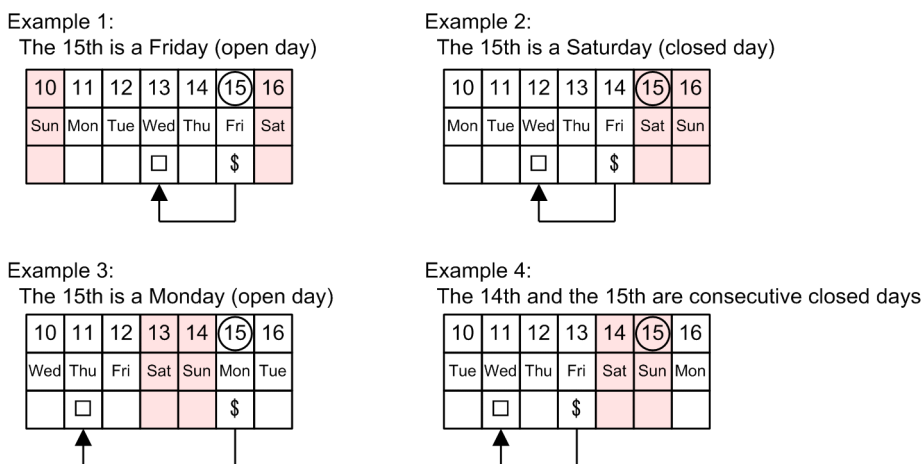 Example 1:
The 15th is a Friday (open day)
10 11 12 13 14 15 16
Sun Mon Tue Wed Thu Fri Sat
□ $
Example 2:
The 15th is a Saturday (closed day)
10 11 12 13 14 15 16
Mon Tue Wed Thu Fri Sat Sun
□ $
Example 3:
The 15th is a Monday (open day)
10 11 12 13 14 15 16
Wed Thu Fri Sat Sun Mon Tue
□ $
Example 4:
The 14th and the 15th are consecutive closed days
10 11 12 13 14 15 16
Tue Wed Thu Fri Sat Sun Mon
□ $